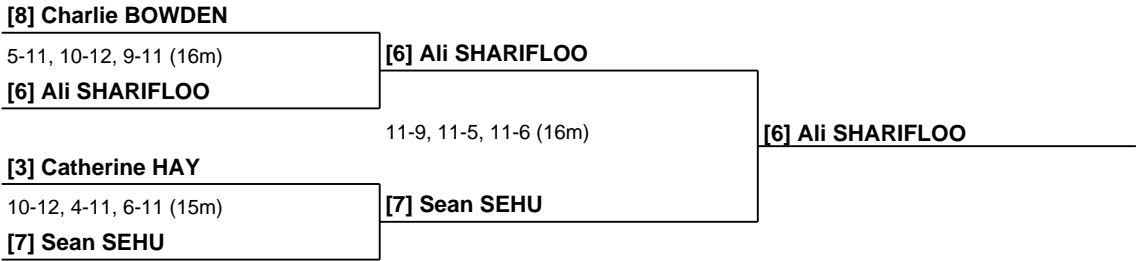 [8] Charlie BOWDEN
5-11, 10-12, 9-11 (16m)
[6] Ali SHARIFLOO
[6] Ali SHARIFLOO
11-9, 11-5, 11-6 (16m)
[6] Ali SHARIFLOO
[3] Catherine HAY
10-12, 4-11, 6-11 (15m)
[7] Sean SEHU
[7] Sean SEHU